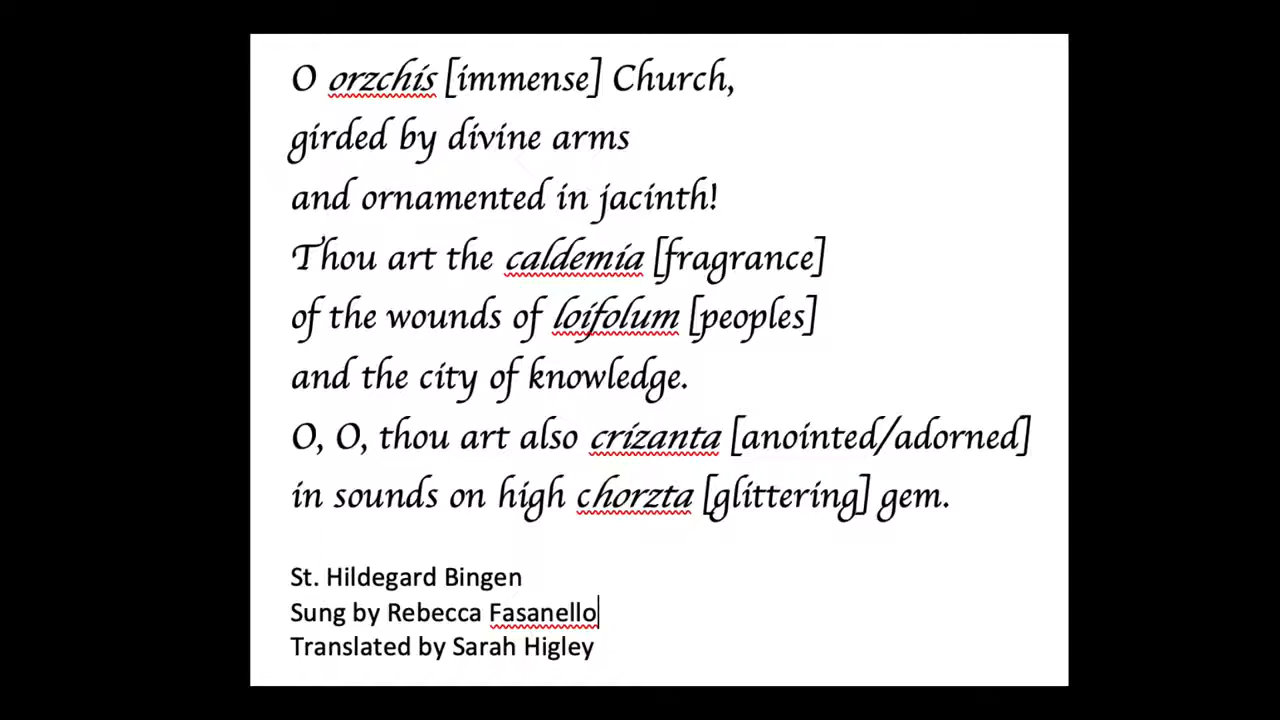 O orzchis [immense] Church,
girded by divine arms
and ornamented in jacinth!
Thou art the caldemia [fragrance]
of the wounds of loifolum [peoples]
and the city of knowledge.
O, O, thou art also crizanta [anointed/adorned]
in sounds on high chorzta [glittering] gem.
St. Hildegard Bingen
Sung by Rebecca Fasanello
Translated by Sarah Higley